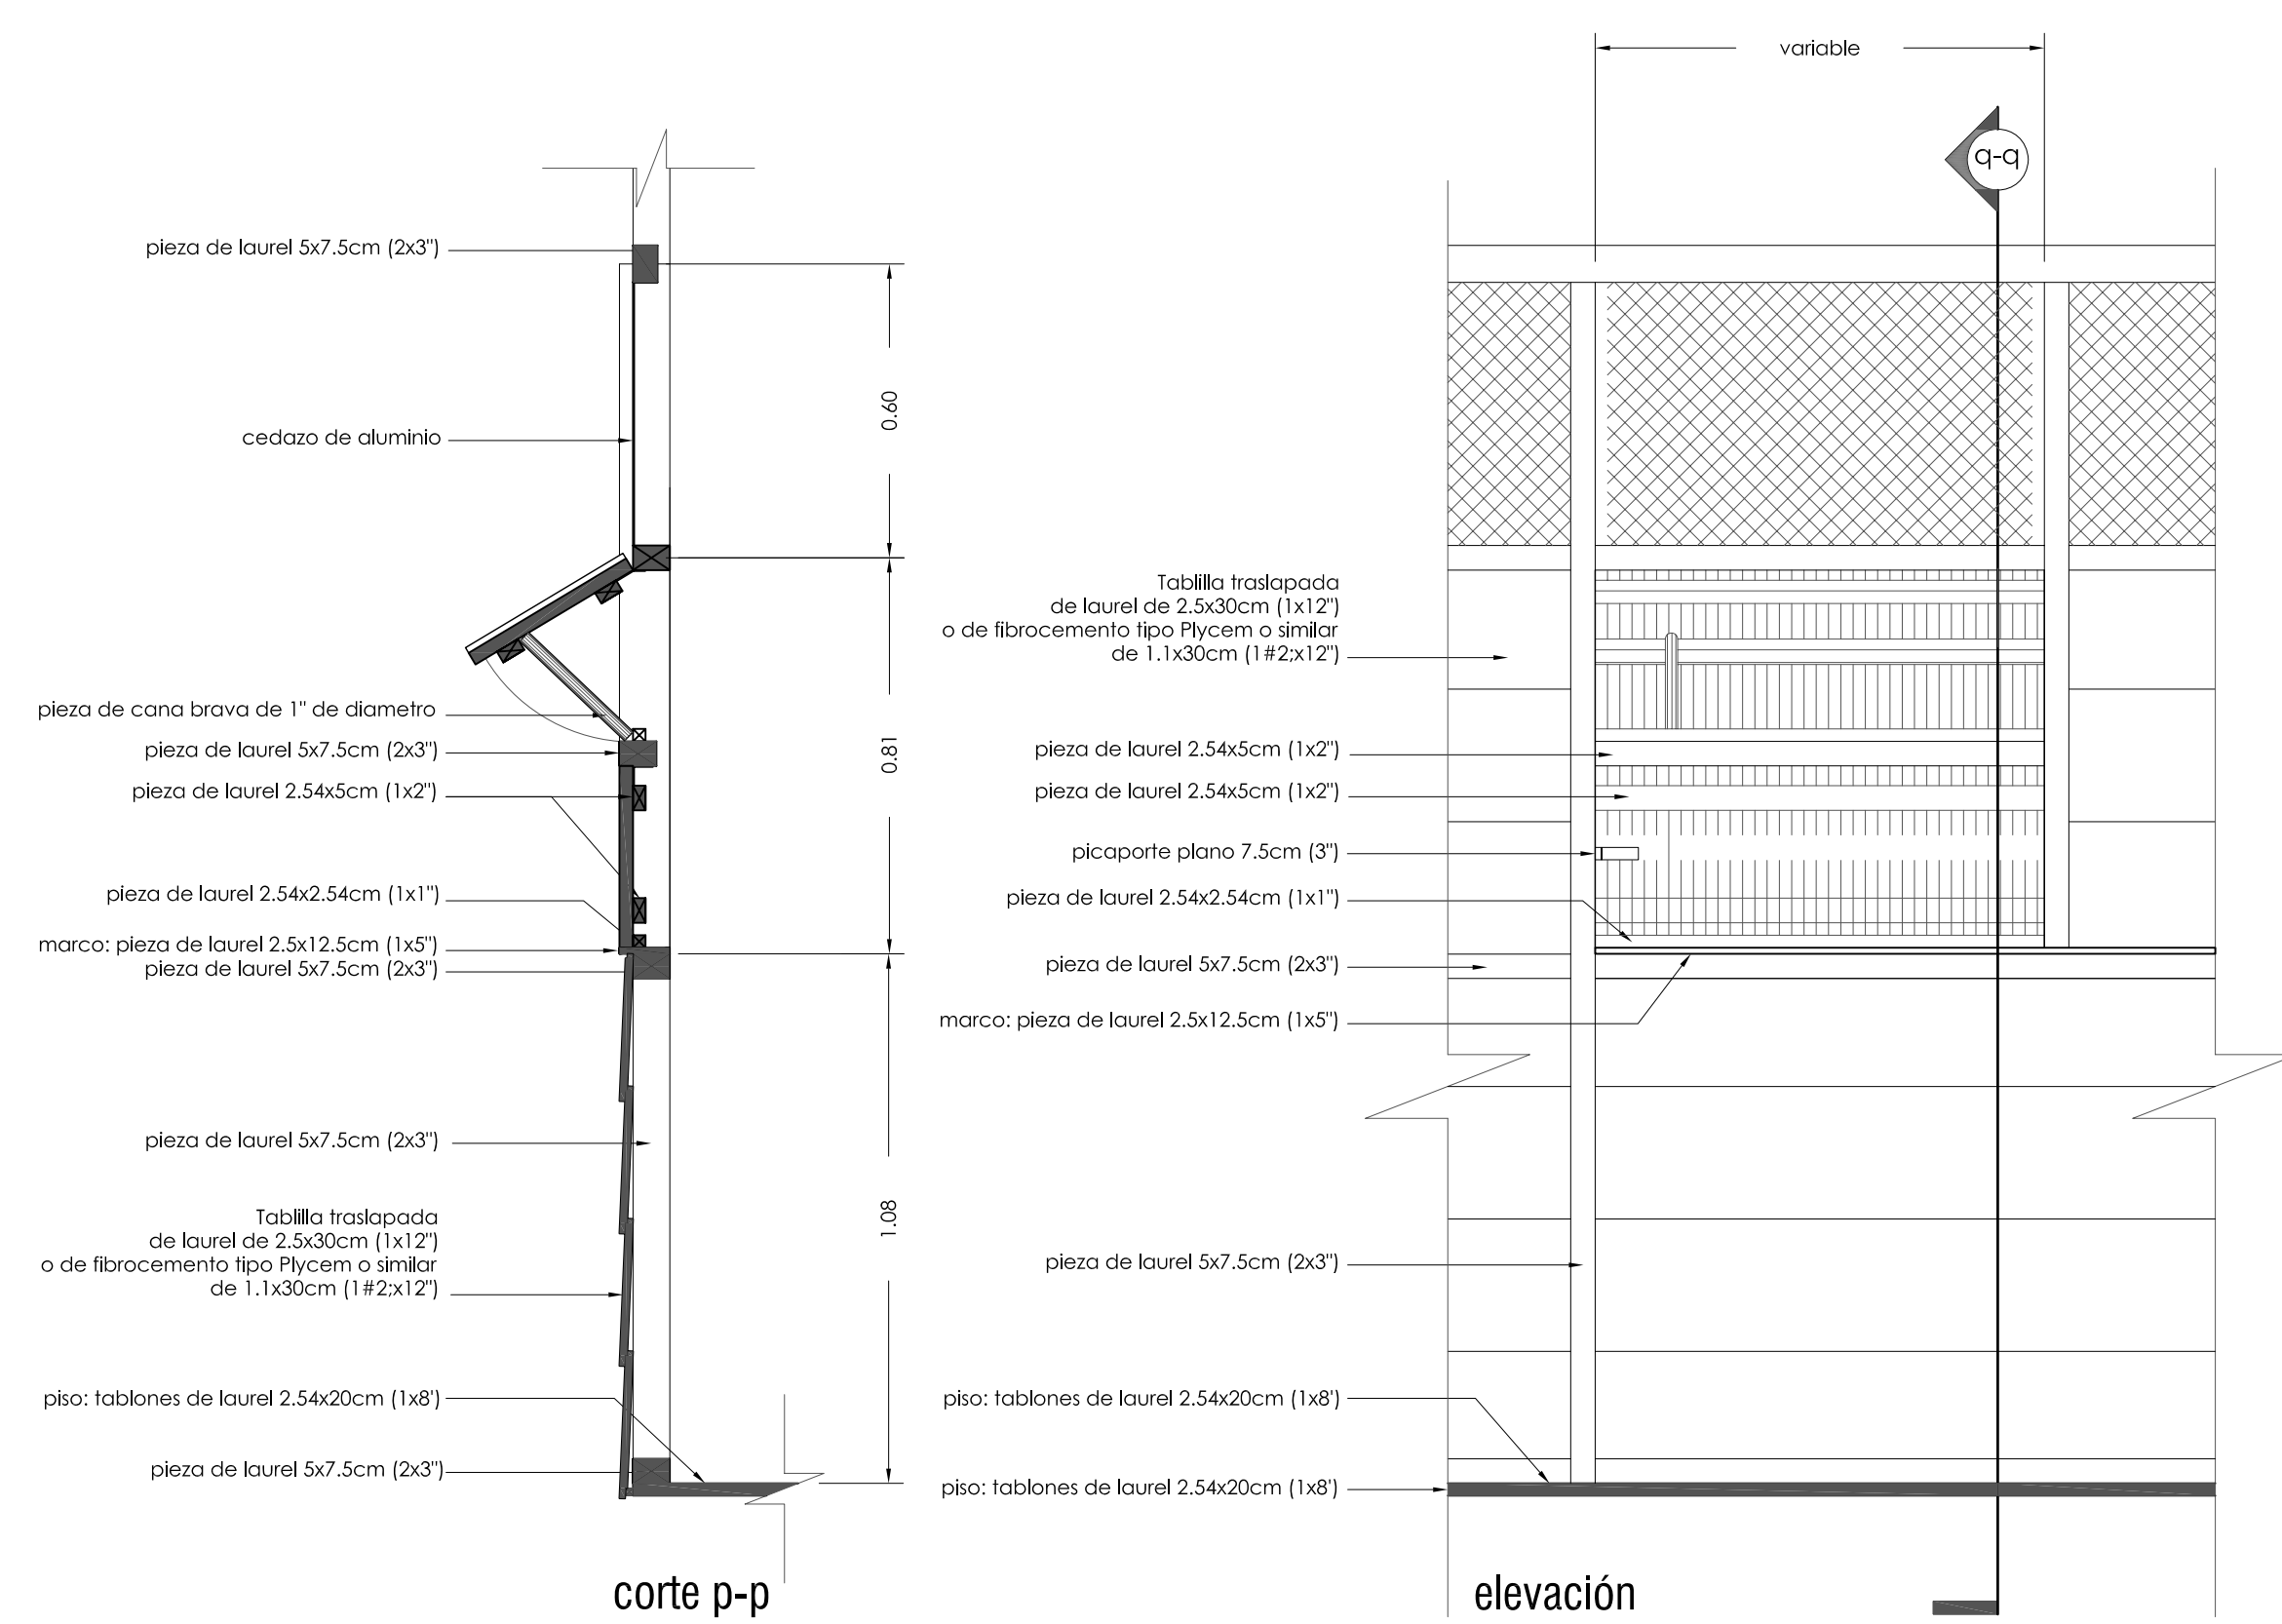 pieza de laurel 5x7.5cm (2x3")
cedazo de aluminio
pieza de cana brava de 1" de diametro
pieza de laurel 5x7.5cm (2x3")
pieza de laurel 2.54x5cm (1x2")
pieza de laurel 2.54x2.54cm (1x1")
marco: pieza de laurel 2.5x12.5cm (1x5")
pieza de laurel 5x7.5cm (2x3")
pieza de laurel 5x7.5cm (2x3")
Tablilla traslapada
de laurel de 2.5x30cm (1x12")
o de fibrocemento tipo Plycem o similar
de 1.1x30cm (1#2;x12")
piso: tablones de laurel 2.54x20cm (1x8')
pieza de laurel 5x7.5cm (2x3")
0.60
0.81
1.08
corte p-p
variable
q-q
Tablilla traslapada
de laurel de 2.5x30cm (1x12")
o de fibrocemento tipo Plycem o similar
de 1.1x30cm (1#2;x12")
pieza de laurel 2.54x5cm (1x2")
pieza de laurel 2.54x5cm (1x2")
picaporte plano 7.5cm (3")
pieza de laurel 2.54x2.54cm (1x1")
pieza de laurel 5x7.5cm (2x3")
marco: pieza de laurel 2.5x12.5cm (1x5")
pieza de laurel 5x7.5cm (2x3")
piso: tablones de laurel 2.54x20cm (1x8')
piso: tablones de laurel 2.54x20cm (1x8')
elevación